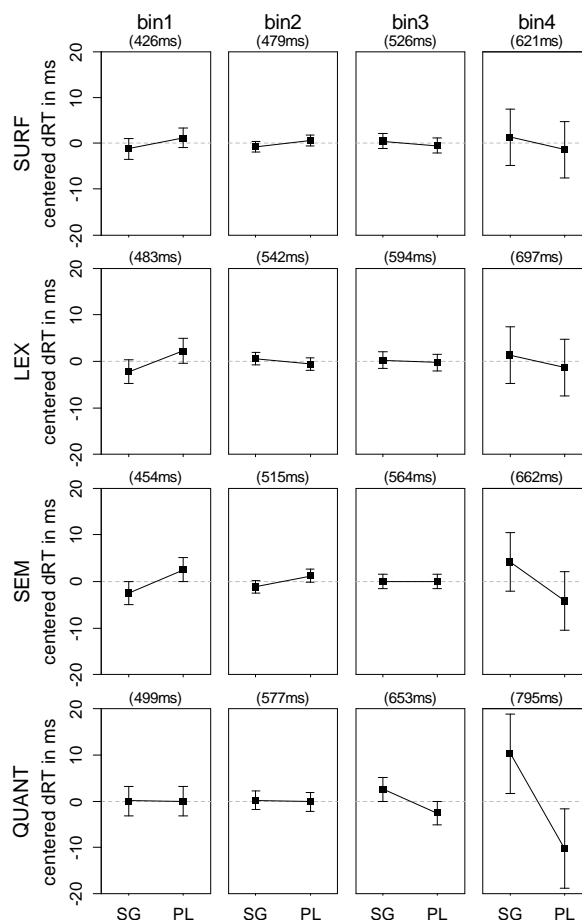 bin1 bin2 bin3 bin4
(426ms) (479ms) (526ms) (621ms)
SURF
centered dRT in ms
20
10
0
-10
-20
(483ms) (542ms) (594ms) (697ms)
LEX
centered dRT in ms
20
10
0
-10
-20
(454ms) (515ms) (564ms) (662ms)
SEM
centered dRT in ms
20
10
0
-10
-20
(499ms) (577ms) (653ms) (795ms)
QUANT
centered dRT in ms
20
10
0
-10
-20
SG PL SG PL SG PL SG PL